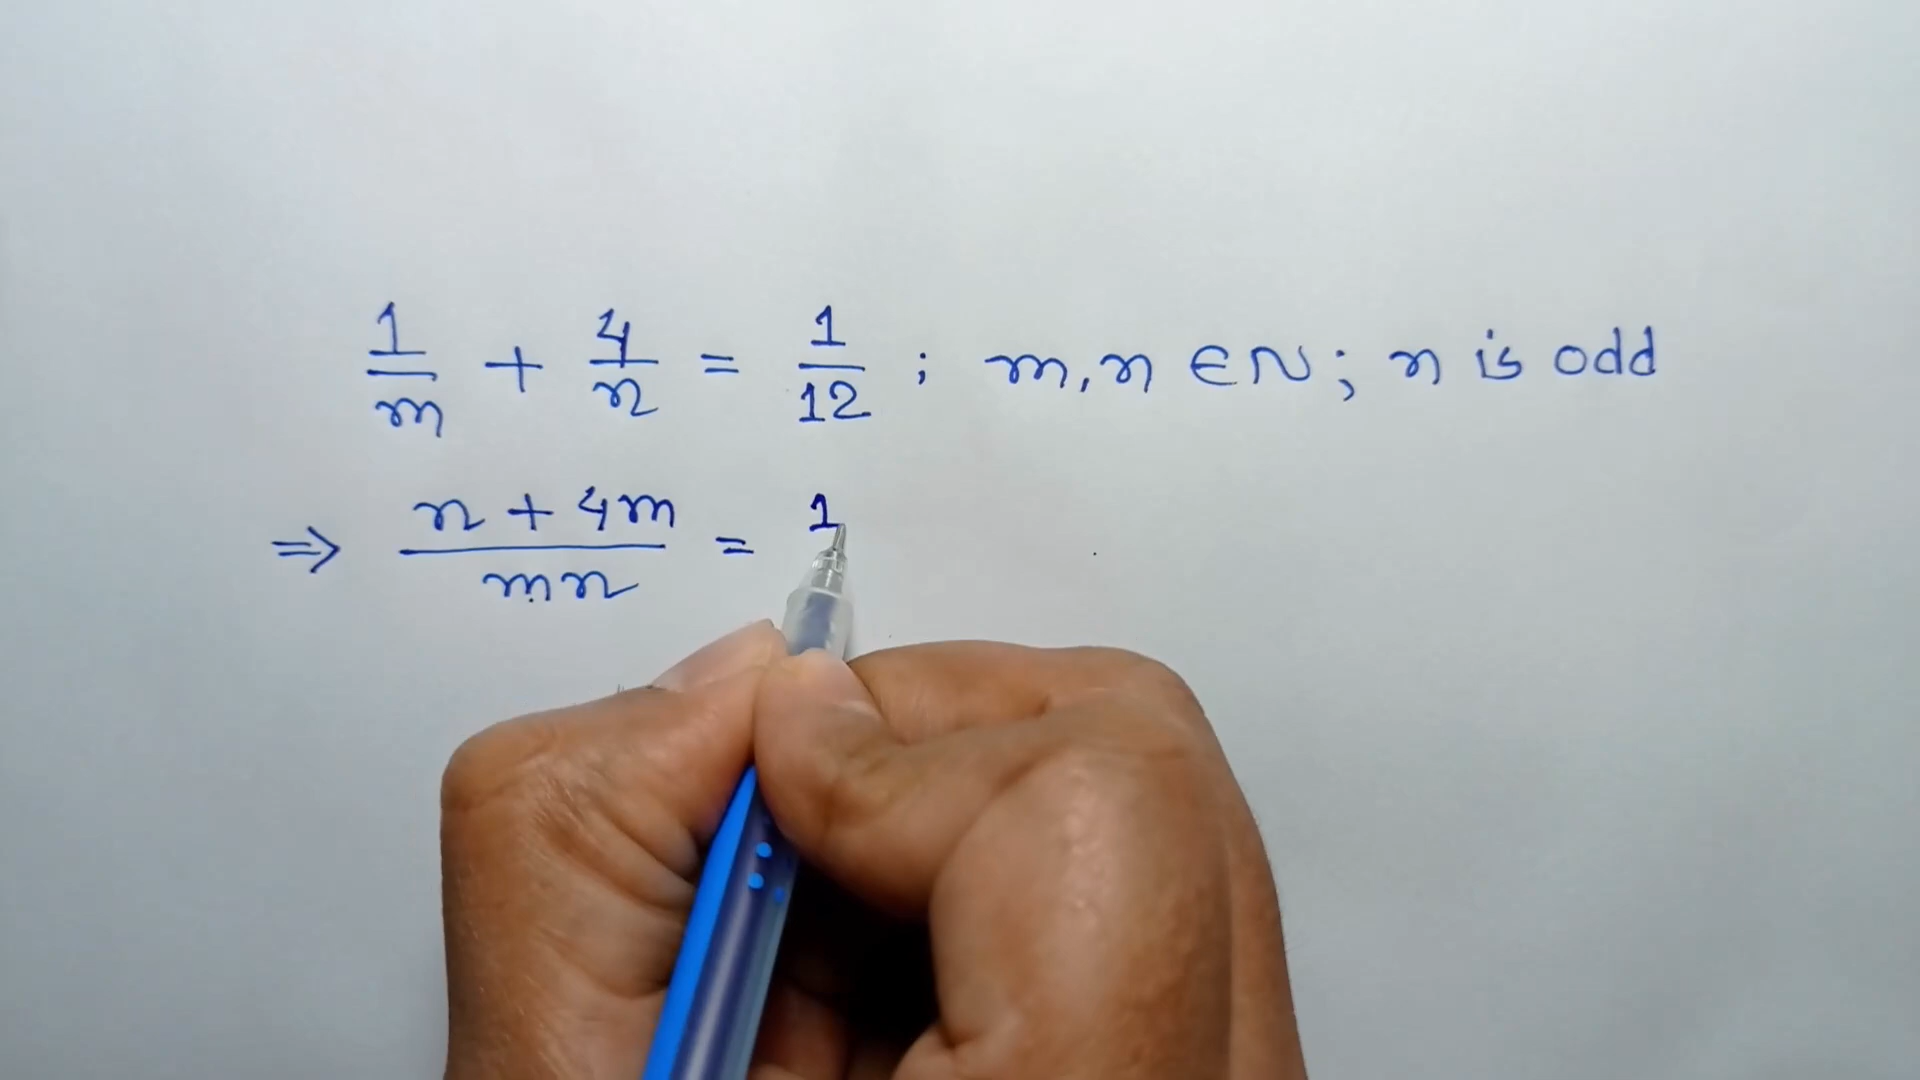 1/m + 4/n = 1/12 ; m, n ∈ N ; n is odd
⇒ (n + 4m)/(mn) = 1